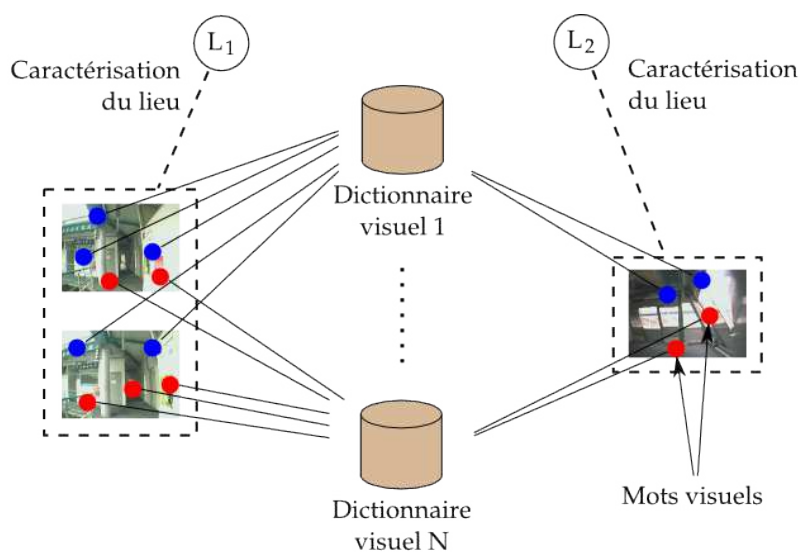 L1
L2
Caractérisation
du lieu
Caractérisation
du lieu
Dictionnaire
visuel 1
Dictionnaire
visuel N
Mots visuels